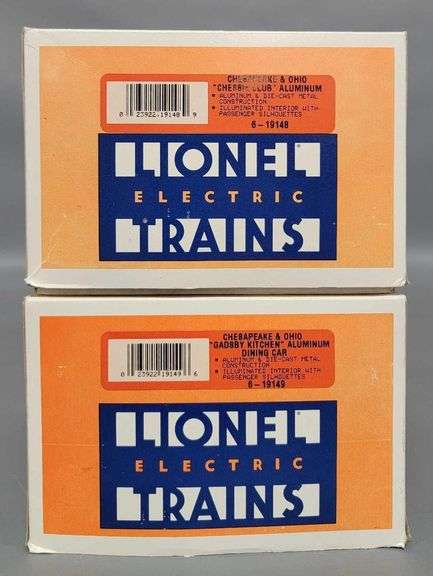 CHESAPEAKE & OHIO
"CHESSIE CLUB" ALUMINUM
• ALUMINUM & DIE-CAST METAL
CONSTRUCTION
• ILLUMINATED INTERIOR WITH
PASSENGER SILHOUETTES
6-19148
0 23922 19148 9
LIONEL
ELECTRIC
TRAINS
CHESAPEAKE & OHIO
"GADSBY KITCHEN" ALUMINUM
DINING CAR
• ALUMINUM & DIE-CAST METAL
CONSTRUCTION
• ILLUMINATED INTERIOR WITH
PASSENGER SILHOUETTES
6-19149
0 23922 19149 6
LIONEL
ELECTRIC
TRAINS